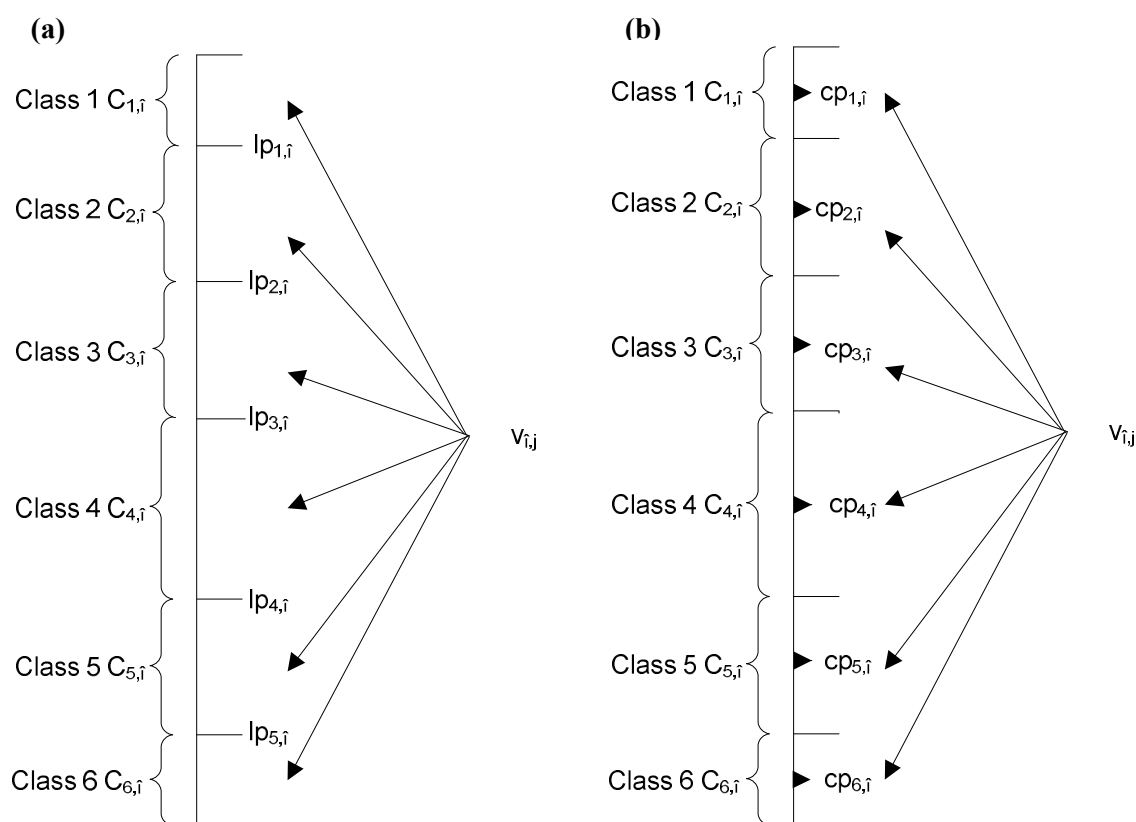 (a)
Class 1 C₁,î
lp₁,î
Class 2 C₂,î
lp₂,î
Class 3 C₃,î
lp₃,î
vî,j
Class 4 C₄,î
lp₄,î
Class 5 C₅,î
lp₅,î
Class 6 C₆,î
(b)
Class 1 C₁,î
cp₁,î
Class 2 C₂,î
cp₂,î
Class 3 C₃,î
cp₃,î
vî,j
Class 4 C₄,î
cp₄,î
Class 5 C₅,î
cp₅,î
Class 6 C₆,î
cp₆,î